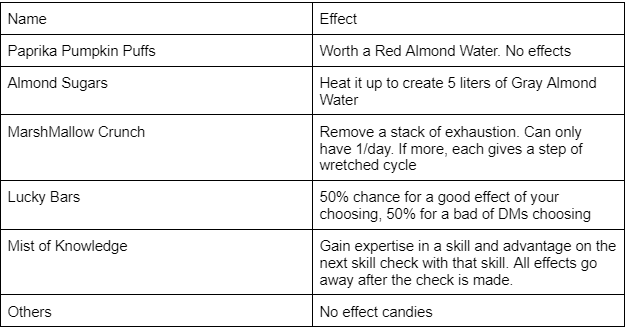 Name
Effect
Paprika Pumpkin Puffs
Worth a Red Almond Water. No effects
Almond Sugars
Heat it up to create 5 liters of Gray Almond
Water
MarshMallow Crunch
Remove a stack of exhaustion. Can only
have 1/day. If more, each gives a step of
wretched cycle
Lucky Bars
50% chance for a good effect of your
choosing, 50% for a bad of DMs choosing
Mist of Knowledge
Gain expertise in a skill and advantage on the
next skill check with that skill. All effects go
away after the check is made.
Others
No effect candies